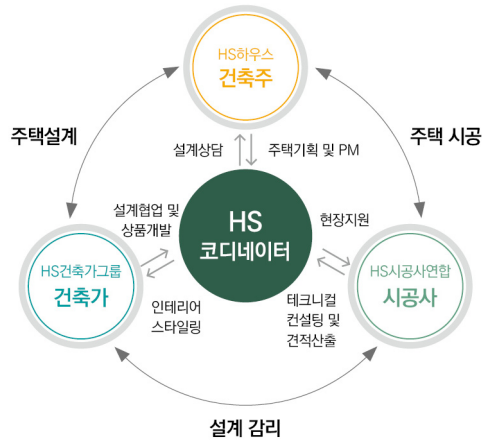 HS하우스
건축주
주택설계
주택 시공
설계상담
주택기획 및 PM
설계협업 및
상품개발
HS
코디네이터
현장지원
HS건축가그룹
건축가
HS시공사연합
시공사
인테리어
스타일링
테크니컬
컨설팅 및
견적산출
설계 감리